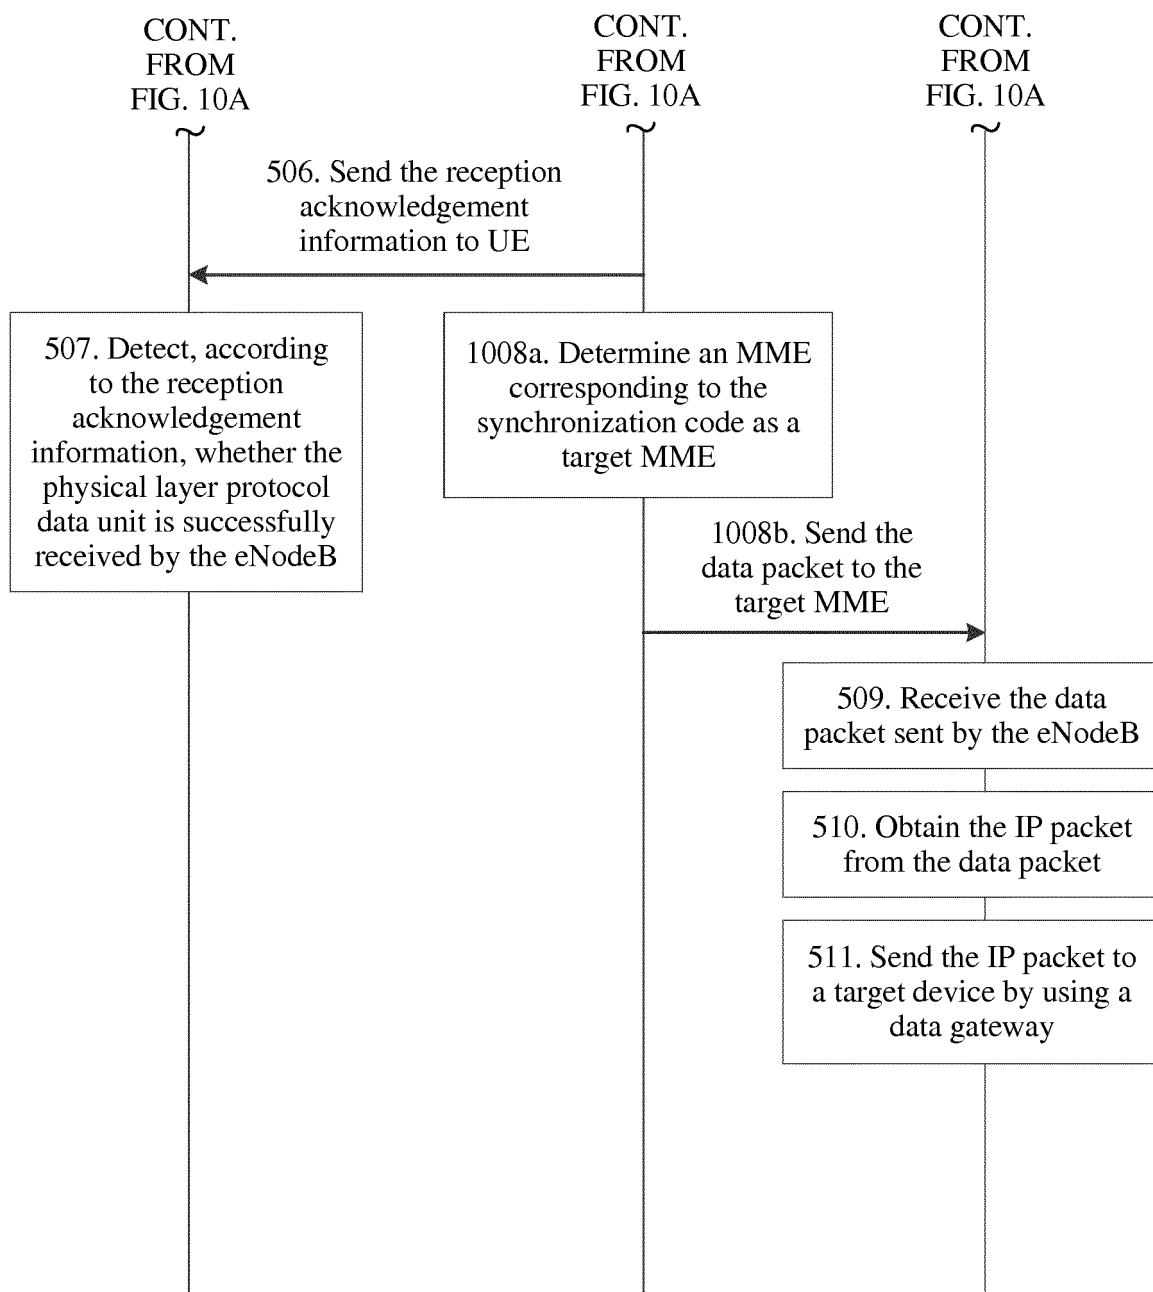 CONT.
FROM
FIG. 10A
CONT.
FROM
FIG. 10A
CONT.
FROM
FIG. 10A
506. Send the reception
acknowledgement
information to UE
507. Detect, according
to the reception
acknowledgement
information, whether the
physical layer protocol
data unit is successfully
received by the eNodeB
1008a. Determine an MME
corresponding to the
synchronization code as a
target MME
1008b. Send the
data packet to the
target MME
509. Receive the data
packet sent by the eNodeB
510. Obtain the IP packet
from the data packet
511. Send the IP packet to
a target device by using a
data gateway